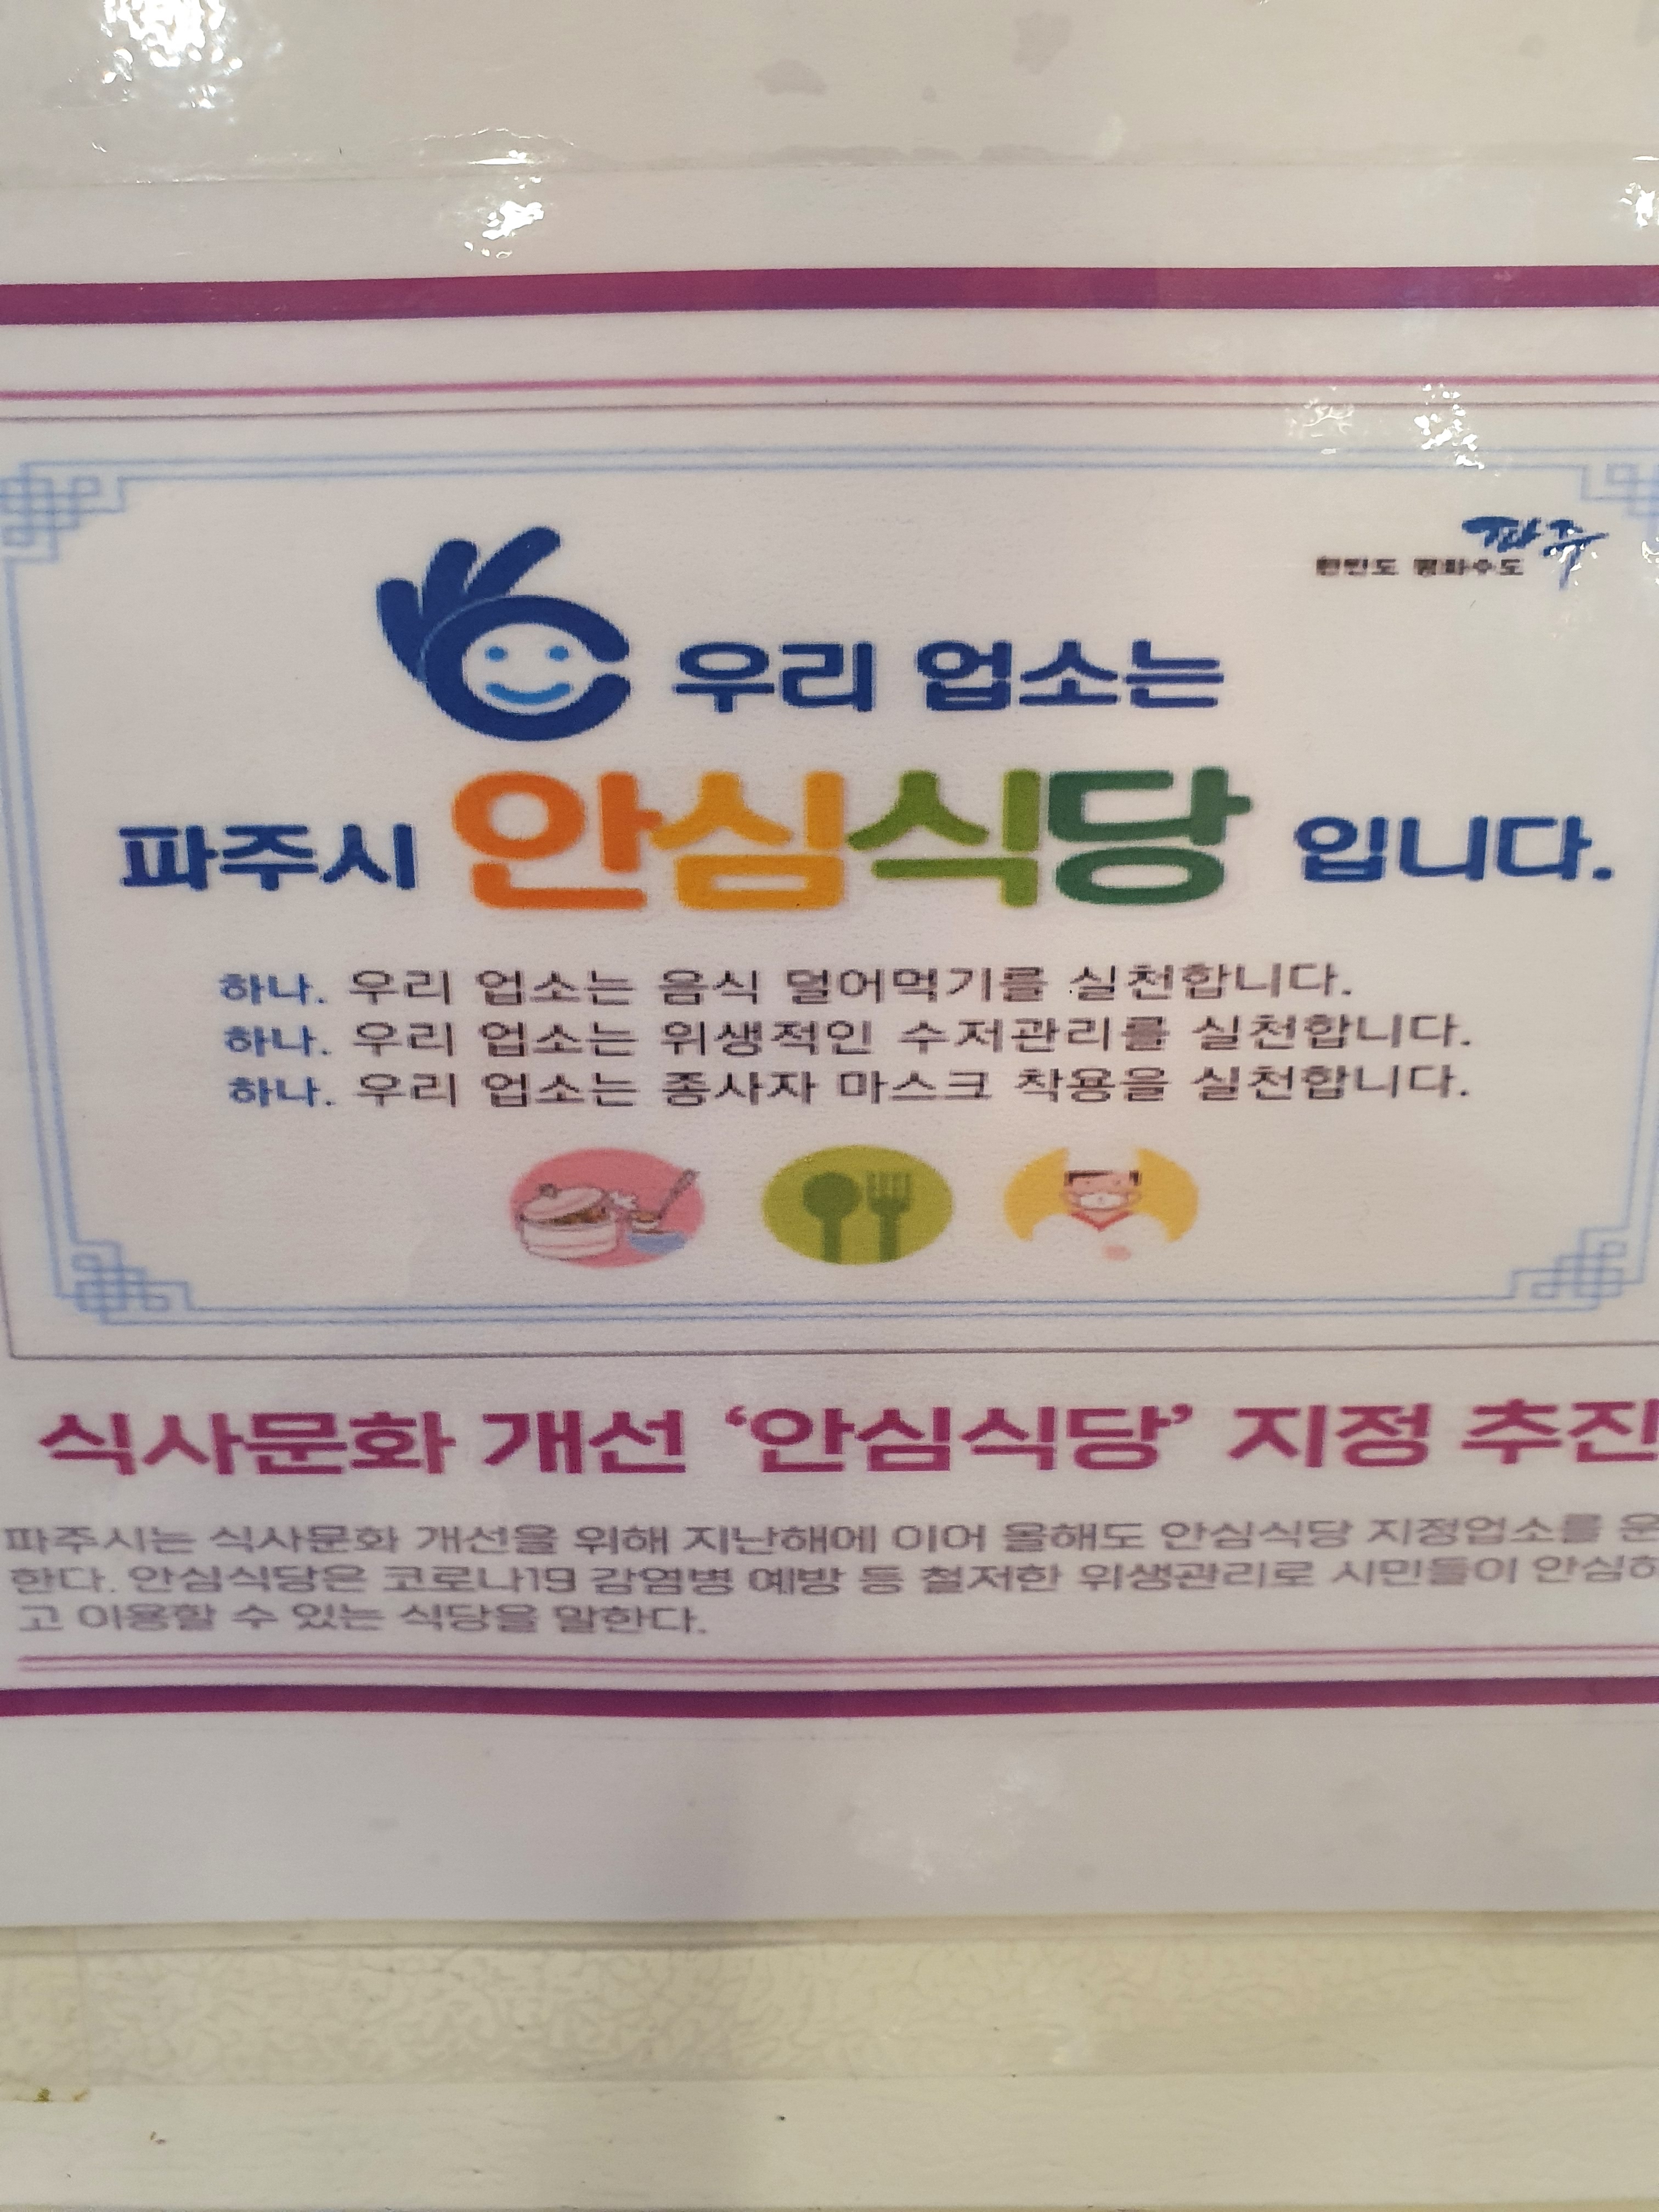 파주
한반도 평화수도
우리 업소는
파주시 안심식당 입니다.
하나. 우리 업소는 음식 덜어먹기를 실천합니다.
하나. 우리 업소는 위생적인 수저관리를 실천합니다.
하나. 우리 업소는 종사자 마스크 착용을 실천합니다.
식사문화 개선 ‘안심식당’ 지정 추진
파주시는 식사문화 개선을 위해 지난해에 이어 올해도 안심식당 지정업소를 운
한다. 안심식당은 코로나19 감염병 예방 등 철저한 위생관리로 시민들이 안심하
고 이용할 수 있는 식당을 말한다.